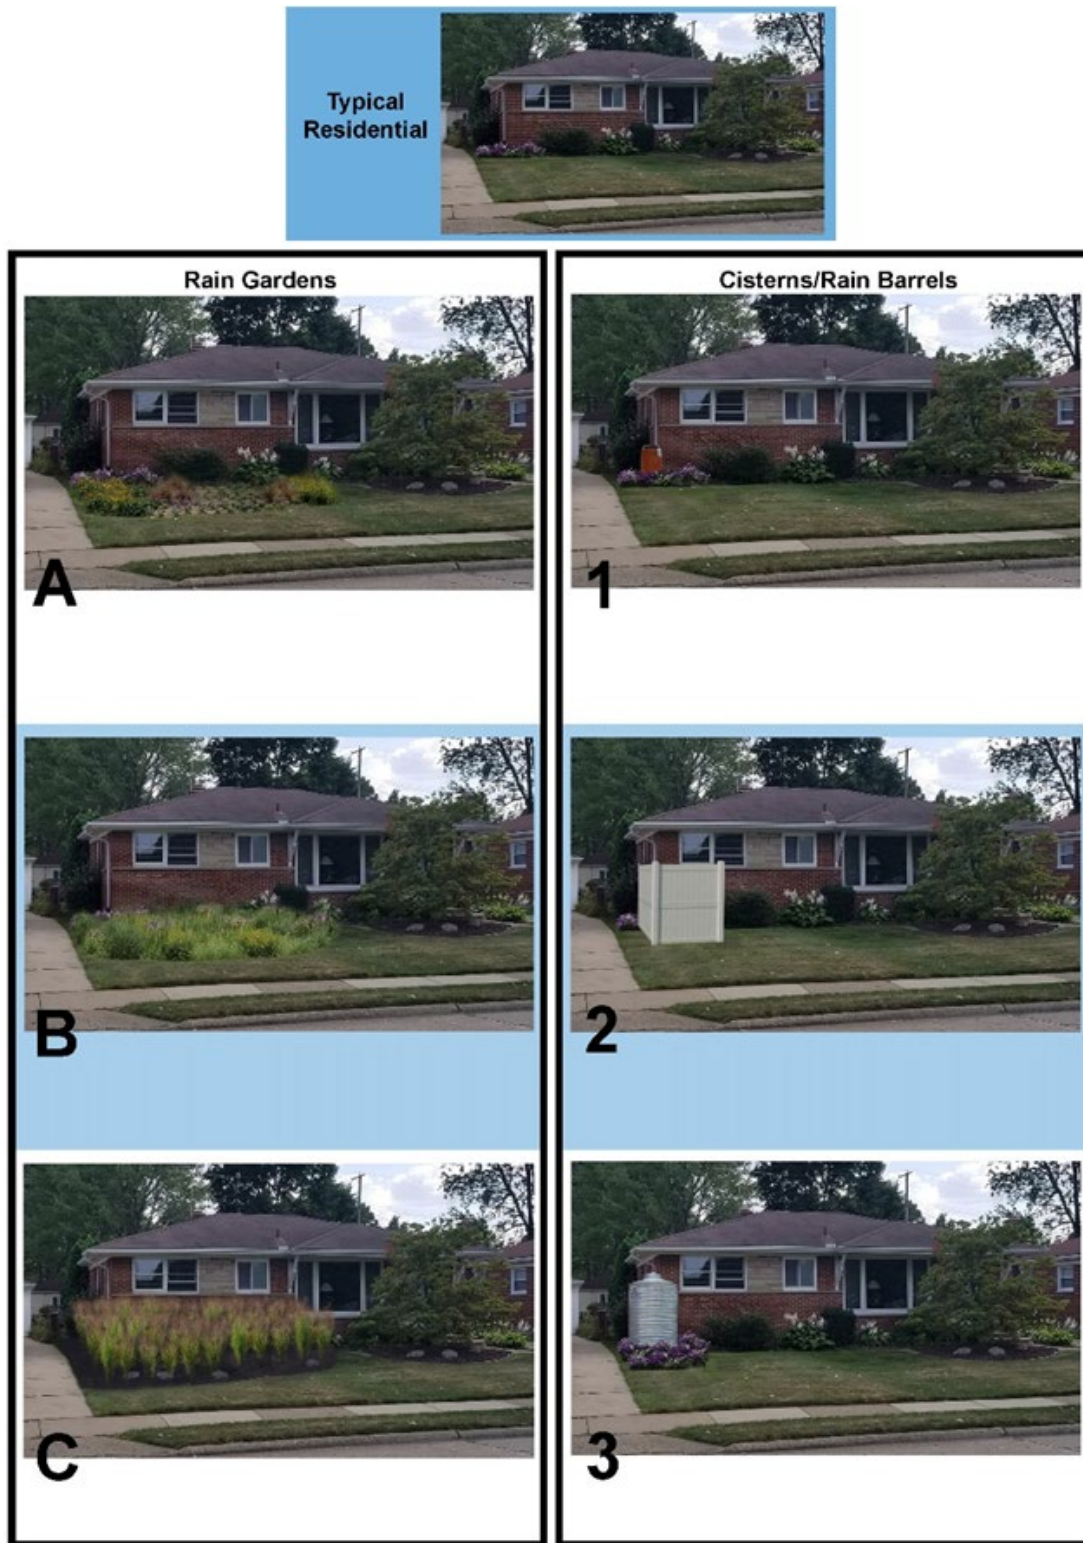 Typical
Residential
Rain Gardens
A
B
C
Cisterns/Rain Barrels
1
2
3